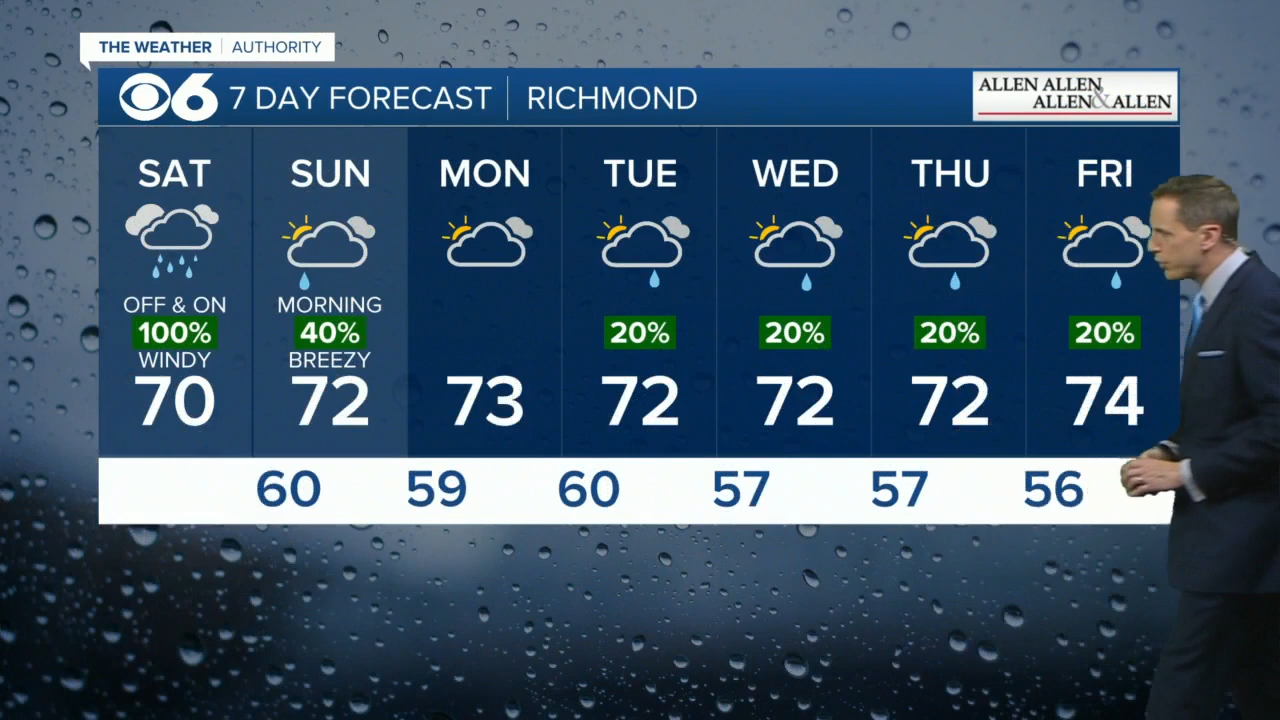 THE WEATHER | AUTHORITY
6 7 DAY FORECAST | RICHMOND
ALLEN ALLEN
ALLEN & ALLEN
SAT SUN MON TUE WED THU FRI
OFF & ON MORNING
100% 40% 20% 20% 20% 20%
WINDY BREEZY
70 72 73 72 72 72 74
60 59 60 57 57 56